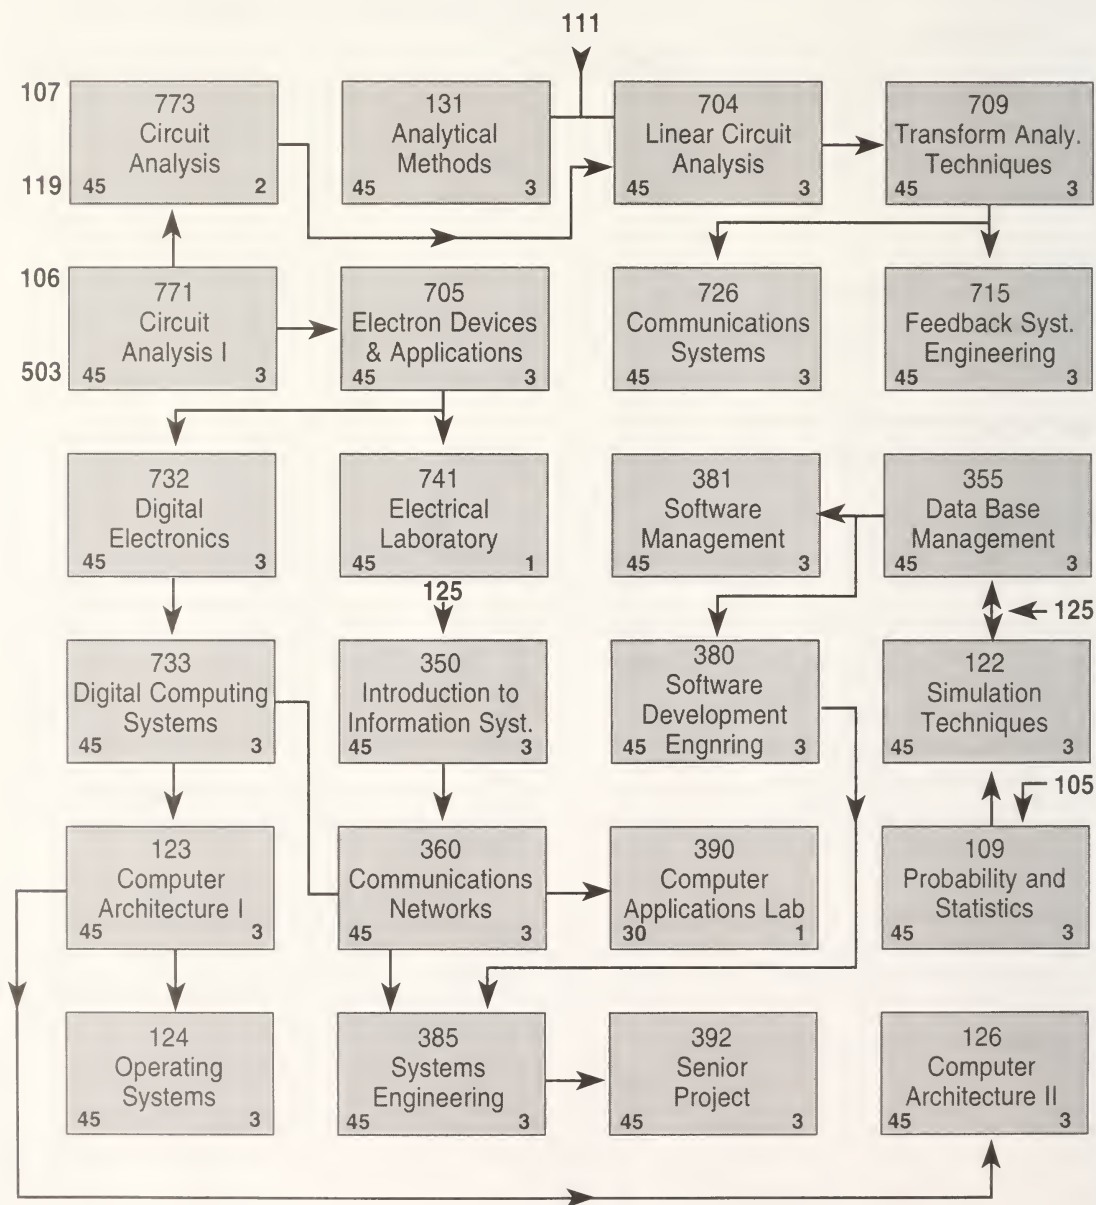 111
107
773
Circuit
Analysis
45 2
119
131
Analytical
Methods
45 3
704
Linear Circuit
Analysis
45 3
709
Transform Analy.
Techniques
45 3
106
771
Circuit
Analysis I
45 3
503
705
Electron Devices
& Applications
45 3
726
Communications
Systems
45 3
715
Feedback Syst.
Engineering
45 3
732
Digital
Electronics
45 3
741
Electrical
Laboratory
45 1
381
Software
Management
45 3
355
Data Base
Management
45 3
125
125
733
Digital Computing
Systems
45 3
350
Introduction to
Information Syst.
45 3
380
Software
Development
Engnring
45 3
122
Simulation
Techniques
45 3
105
123
Computer
Architecture I
45 3
360
Communications
Networks
45 3
390
Computer
Applications Lab
30 1
109
Probability and
Statistics
45 3
124
Operating
Systems
45 3
385
Systems
Engineering
45 3
392
Senior
Project
45 3
126
Computer
Architecture II
45 3